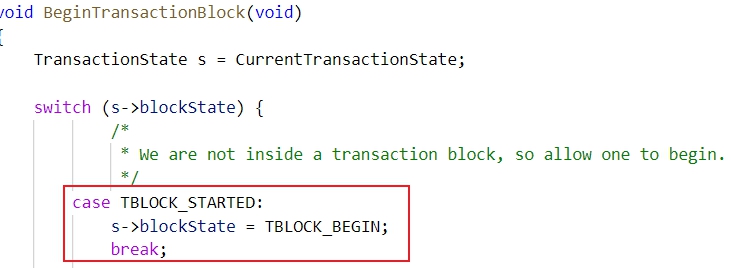 void BeginTransactionBlock(void)
{
    TransactionState s = CurrentTransactionState;
    switch (s->blockState) {
            /*
             * We are not inside a transaction block, so allow one to begin.
             */
        case TBLOCK_STARTED:
            s->blockState = TBLOCK_BEGIN;
            break;